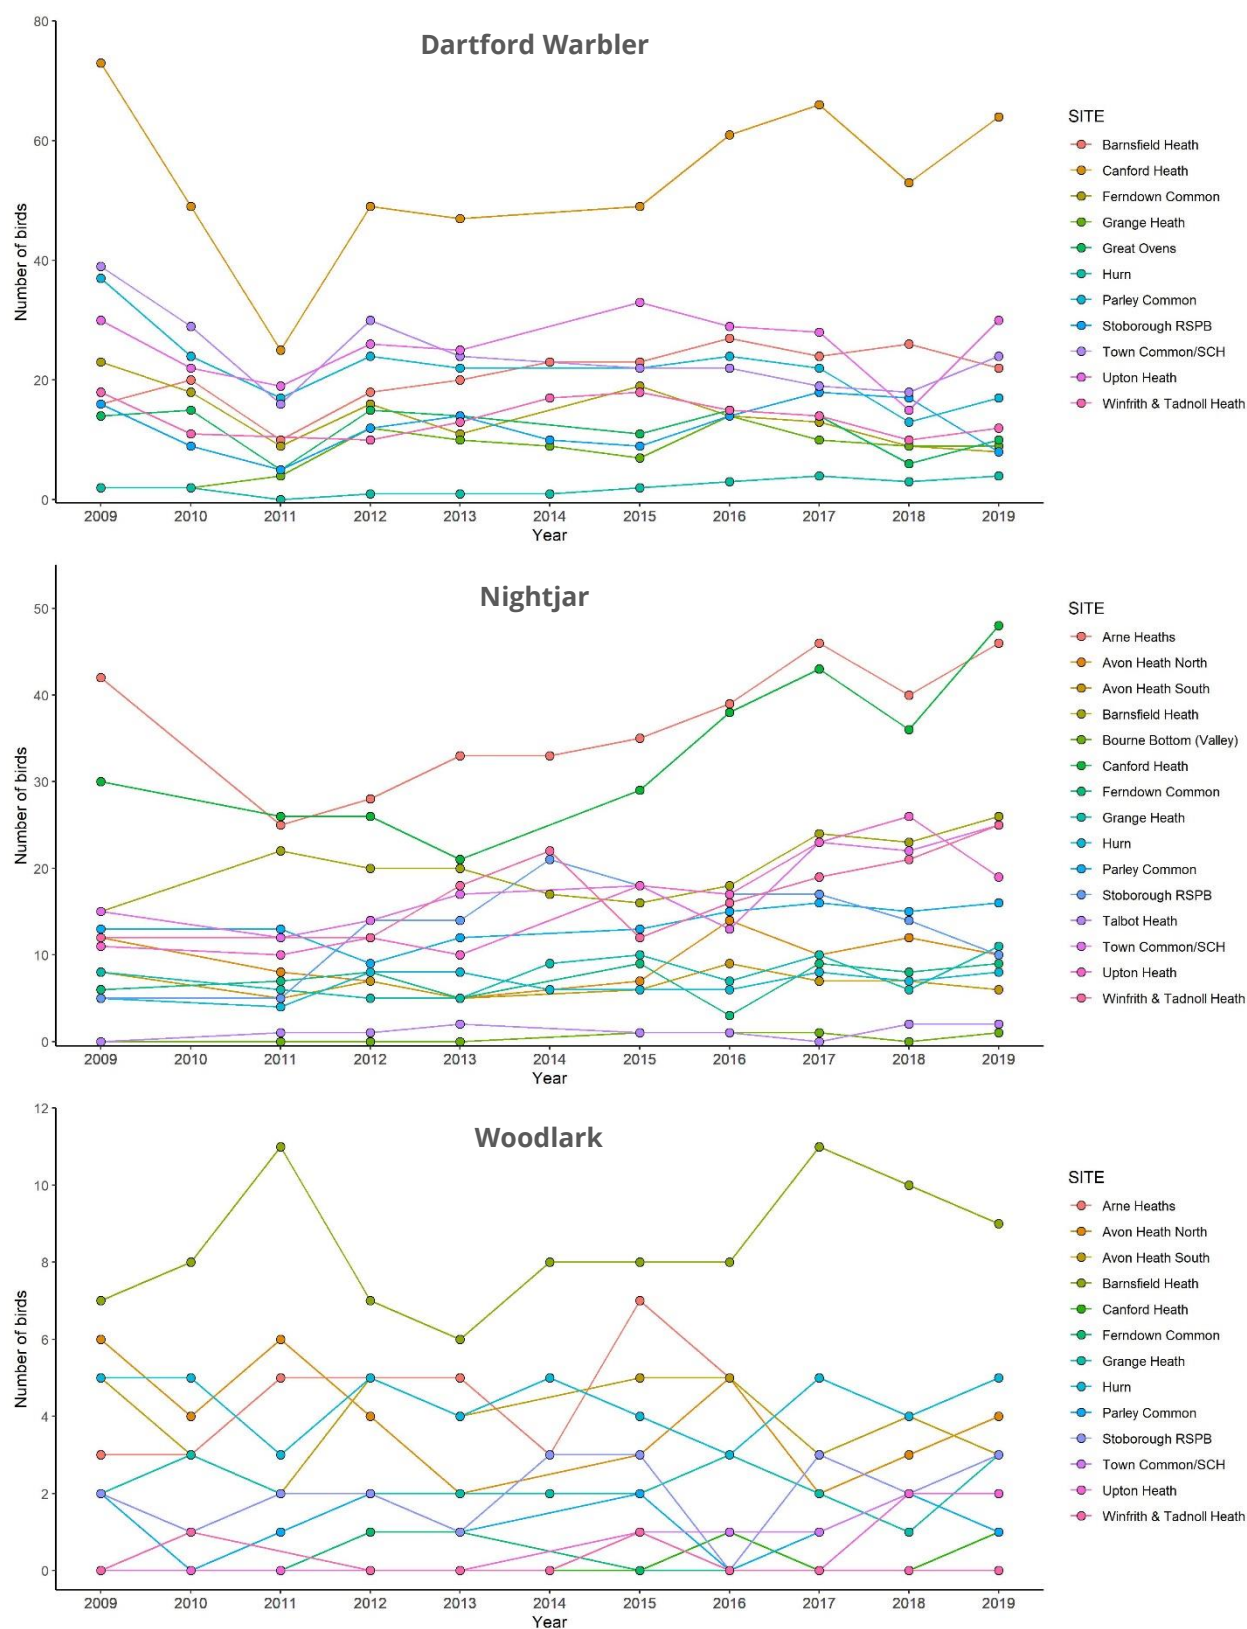 Dartford Warbler
80
60
40
20
0
Number of birds
2009 2010 2011 2012 2013 2014 2015 2016 2017 2018 2019
Year
SITE
Barnsfield Heath
Canford Heath
Ferndown Common
Grange Heath
Great Ovens
Hurn
Parley Common
Stoborough RSPB
Town Common/SCH
Upton Heath
Winfrith & Tadnoll Heath
Nightjar
50
40
30
20
10
0
Number of birds
2009 2010 2011 2012 2013 2014 2015 2016 2017 2018 2019
Year
SITE
Arne Heaths
Avon Heath North
Avon Heath South
Barnsfield Heath
Bourne Bottom (Valley)
Canford Heath
Ferndown Common
Grange Heath
Hurn
Parley Common
Stoborough RSPB
Talbot Heath
Town Common/SCH
Upton Heath
Winfrith & Tadnoll Heath
Woodlark
12
10
8
6
4
2
0
Number of birds
2009 2010 2011 2012 2013 2014 2015 2016 2017 2018 2019
Year
SITE
Arne Heaths
Avon Heath North
Avon Heath South
Barnsfield Heath
Canford Heath
Ferndown Common
Grange Heath
Hurn
Parley Common
Stoborough RSPB
Town Common/SCH
Upton Heath
Winfrith & Tadnoll Heath